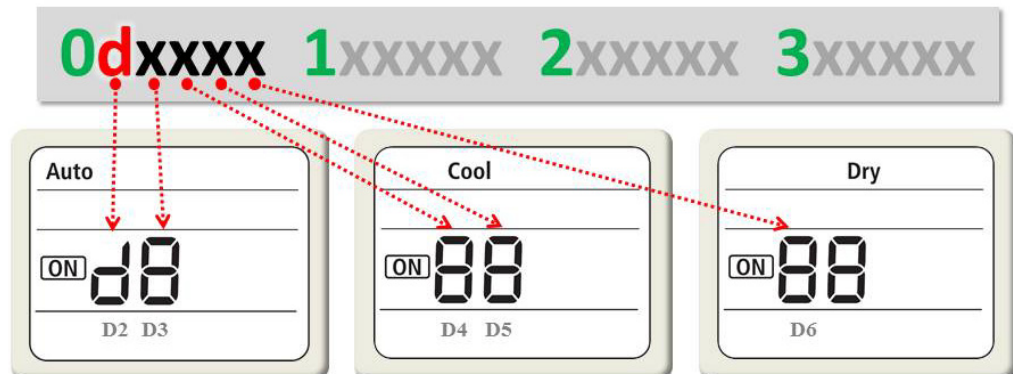 0dxxxx 1xxxxx 2xxxxx 3xxxxx
Auto
ON d8
D2 D3
Cool
ON 88
D4 D5
Dry
ON 88
D6